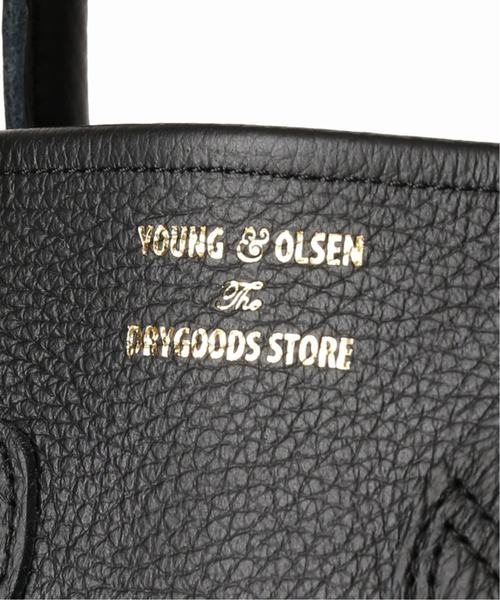 YOUNG & OLSEN
The
DRYGOODS STORE